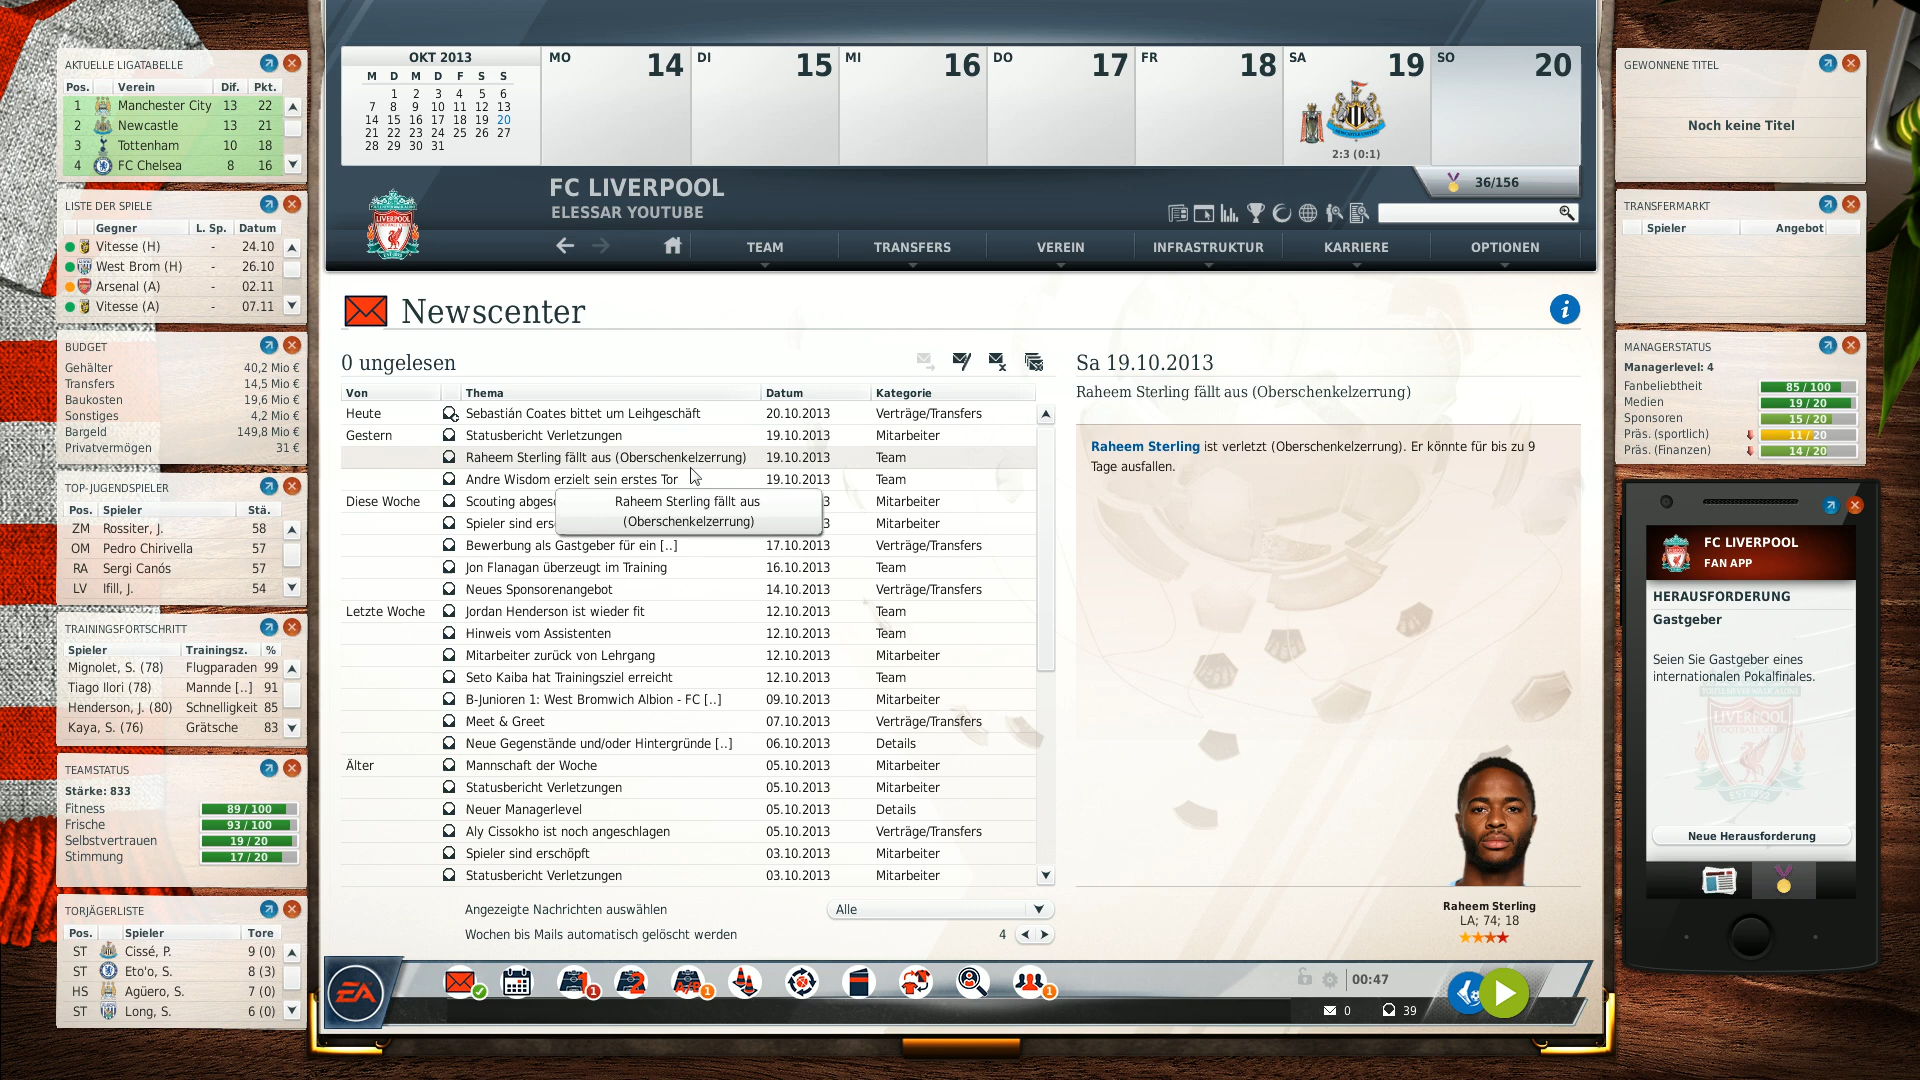 AKTUELLE LIGATABELLE
Pos. Verein Dif. Pkt.
1 Manchester City 13 22
2 Newcastle 13 21
3 Tottenham 10 18
4 FC Chelsea 8 16
LISTE DER SPIELE
Gegner L. Sp. Datum
Vitesse (H) - 24.10
West Brom (H) - 26.10
Arsenal (A) - 02.11
Vitesse (A) - 07.11
BUDGET
Gehälter 40,2 Mio €
Transfers 14,5 Mio €
Baukosten 19,6 Mio €
Sonstiges 4,2 Mio €
Bargeld 149,8 Mio €
Privatvermögen 31 €
TOP-JUGENDSPIELER
Pos. Spieler Stä.
ZM Rossiter, J. 58
OM Pedro Chirivella 57
RA Sergi Canós 57
LV Ifill, J. 54
TRAININGSFORTSCHRITT
Spieler Trainingsz. %
Mignolet, S. (78) Flugparaden 99
Tiago Ilori (78) Mannde [..] 91
Henderson, J. (80) Schnelligkeit 85
Kaya, S. (76) Grätsche 83
TEAMSTATUS
Stärke: 833
Fitness 89 / 100
Frische 93 / 100
Selbstvertrauen 19 / 20
Stimmung 17 / 20
TORJÄGERLISTE
Pos. Spieler Tore
ST Cissé, P. 9 (0)
ST Eto'o, S. 8 (3)
HS Agüero, S. 7 (0)
ST Long, S. 6 (0)
OKT 2013
M D M D F S S
1 2 3 4 5 6
7 8 9 10 11 12 13
14 15 16 17 18 19 20
21 22 23 24 25 26 27
28 29 30 31
MO 14 DI 15 MI 16 DO 17 FR 18 SA 19 SO 20
2:3 (0:1)
FC LIVERPOOL
ELESSAR YOUTUBE
36/156
TEAM TRANSFERS VEREIN INFRASTRUKTUR KARRIERE OPTIONEN
Newscenter
i
0 ungelesen
Von Thema Datum Kategorie
Heute Sebastián Coates bittet um Leihgeschäft 20.10.2013 Verträge/Transfers
Gestern Statusbericht Verletzungen 19.10.2013 Mitarbeiter
Raheem Sterling fällt aus (Oberschenkelzerrung) 19.10.2013 Team
Andre Wisdom erzielt sein erstes Tor 19.10.2013 Team
Diese Woche Scouting abges 3 Mitarbeiter
Spieler sind ers 3 Mitarbeiter
Raheem Sterling fällt aus
(Oberschenkelzerrung)
Bewerbung als Gastgeber für ein [..] 17.10.2013 Verträge/Transfers
Jon Flanagan überzeugt im Training 16.10.2013 Team
Neues Sponsorenangebot 14.10.2013 Verträge/Transfers
Letzte Woche Jordan Henderson ist wieder fit 12.10.2013 Team
Hinweis vom Assistenten 12.10.2013 Team
Mitarbeiter zurück von Lehrgang 12.10.2013 Mitarbeiter
Seto Kaiba hat Trainingsziel erreicht 12.10.2013 Team
B-Junioren 1: West Bromwich Albion - FC [..] 09.10.2013 Mitarbeiter
Meet & Greet 07.10.2013 Verträge/Transfers
Neue Gegenstände und/oder Hintergründe [..] 06.10.2013 Details
Älter Mannschaft der Woche 05.10.2013 Mitarbeiter
Statusbericht Verletzungen 05.10.2013 Mitarbeiter
Neuer Managerlevel 05.10.2013 Details
Aly Cissokho ist noch angeschlagen 05.10.2013 Verträge/Transfers
Spieler sind erschöpft 03.10.2013 Mitarbeiter
Statusbericht Verletzungen 03.10.2013 Mitarbeiter
Angezeigte Nachrichten auswählen Alle
Wochen bis Mails automatisch gelöscht werden 4
Sa 19.10.2013
Raheem Sterling fällt aus (Oberschenkelzerrung)
Raheem Sterling ist verletzt (Oberschenkelzerrung). Er könnte für bis zu 9
Tage ausfallen.
Raheem Sterling
LA; 74; 18
EA
1
2
A/B 1
1
00:47
0 39
GEWONNENE TITEL
Noch keine Titel
TRANSFERMARKT
Spieler Angebot
MANAGERSTATUS
Managerlevel: 4
Fanbeliebtheit 85 / 100
Medien 19 / 20
Sponsoren 15 / 20
Präs. (sportlich) 11 / 20
Präs. (Finanzen) 14 / 20
FC LIVERPOOL
FAN APP
HERAUSFORDERUNG
Gastgeber
Seien Sie Gastgeber eines
internationalen Pokalfinales.
YOU'LL NEVER WALK ALONE
LIVERPOOL
FOOTBALL CLUB
EST·1892
Neue Herausforderung